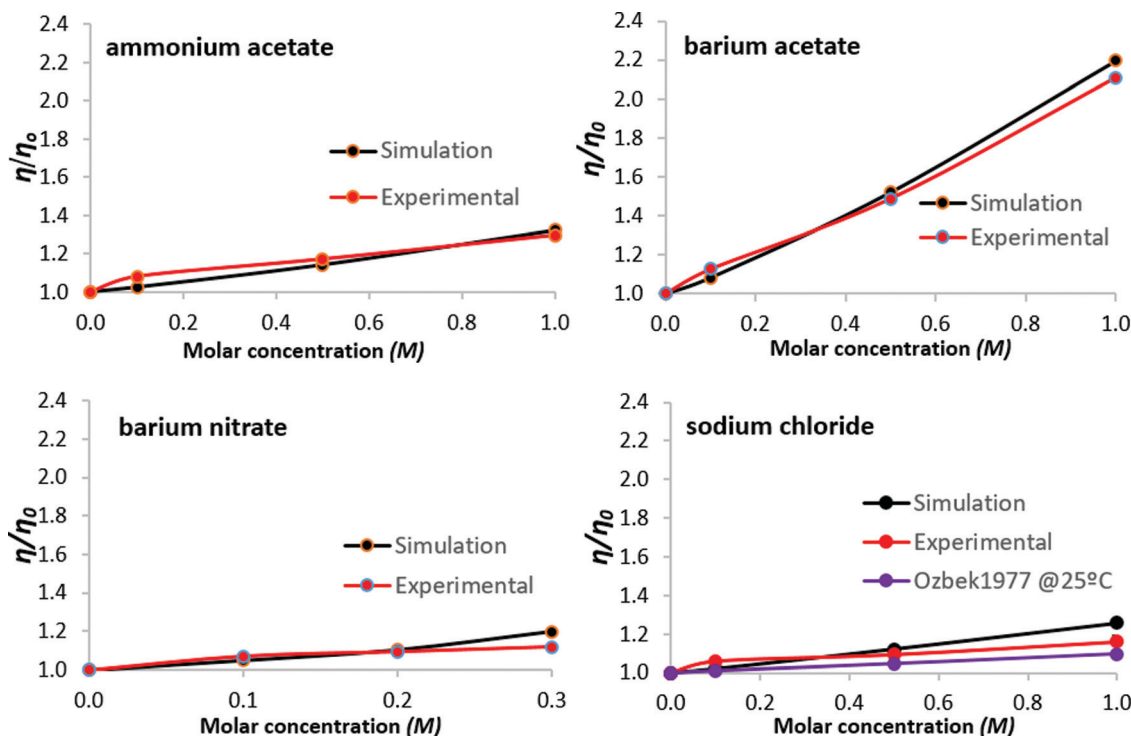 ammonium acetate
2.4
2.2
2.0
1.8
1.6
1.4
1.2
1.0
η/ηo
Simulation
Experimental
0.0 0.2 0.4 0.6 0.8 1.0
Molar concentration (M)
barium acetate
2.4
2.2
2.0
1.8
1.6
1.4
1.2
1.0
η/η0
Simulation
Experimental
0.0 0.2 0.4 0.6 0.8 1.0
Molar concentration (M)
barium nitrate
2.4
2.2
2.0
1.8
1.6
1.4
1.2
1.0
η/η0
Simulation
Experimental
0.0 0.1 0.2 0.3
Molar concentration (M)
sodium chloride
2.4
2.2
2.0
1.8
1.6
1.4
1.2
1.0
η/η0
Simulation
Experimental
Ozbek1977 @25ºC
0.0 0.2 0.4 0.6 0.8 1.0
Molar concentration (M)